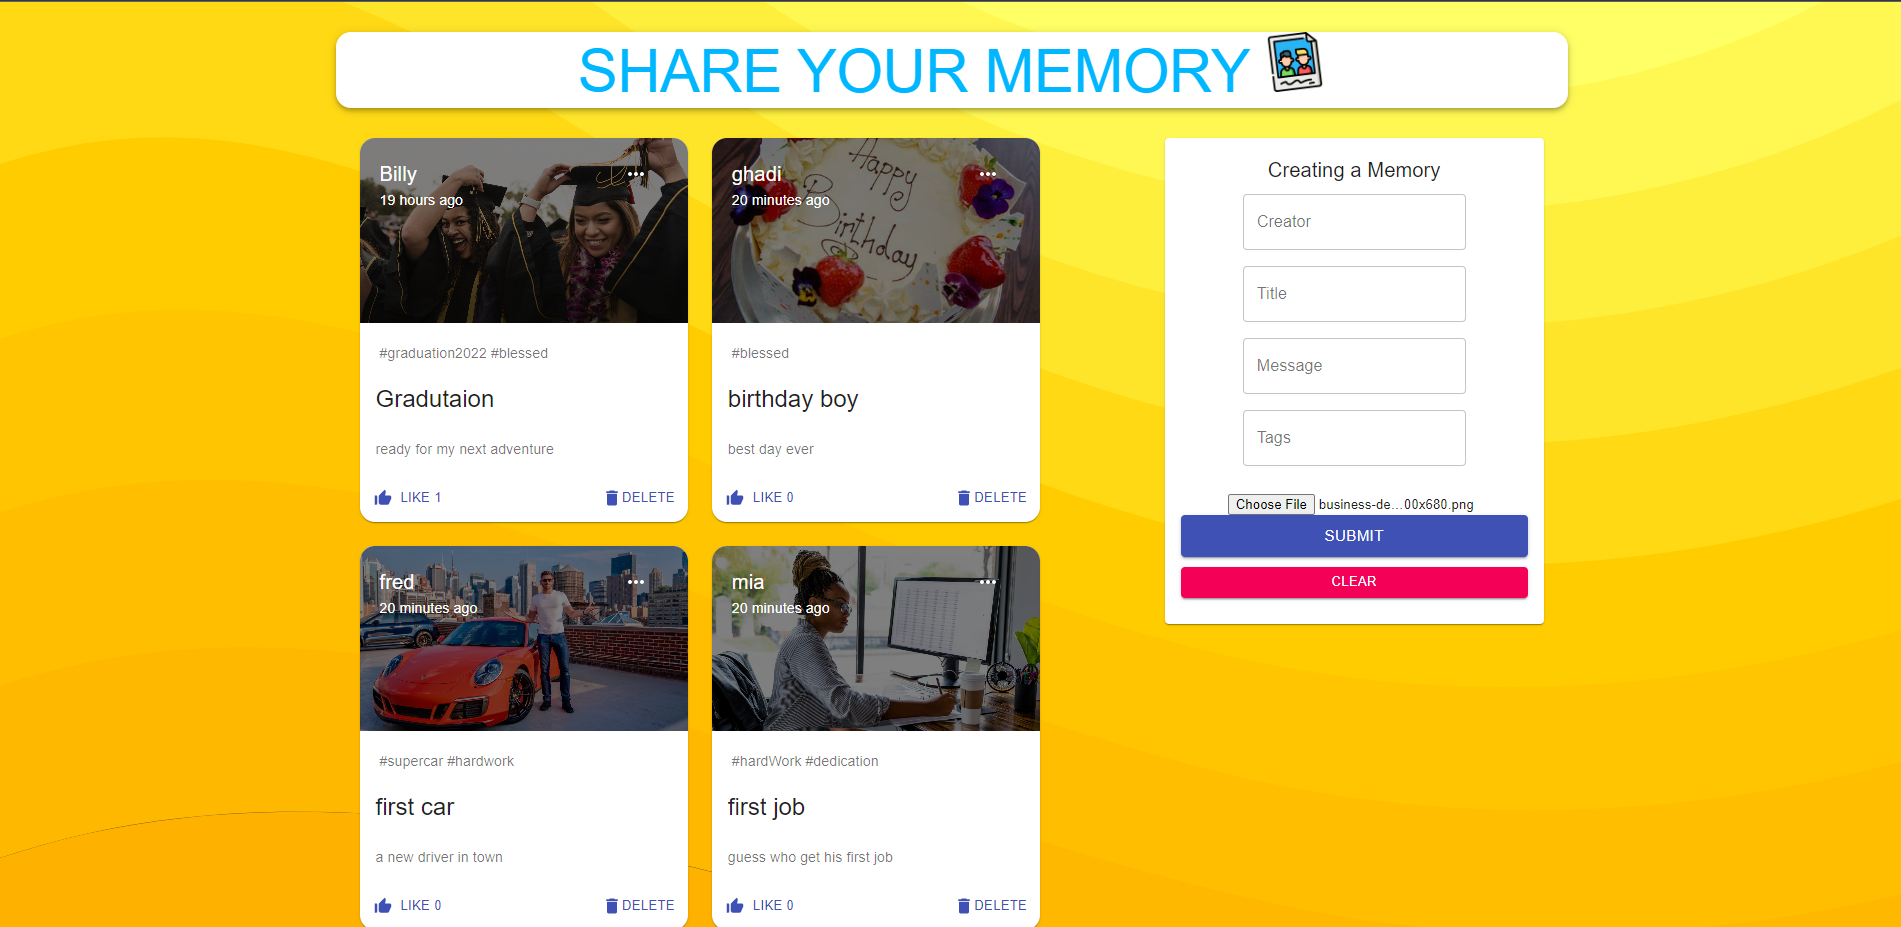 SHARE YOUR MEMORY
Billy
19 hours ago
#graduation2022 #blessed
Gradutaion
ready for my next adventure
LIKE 1
DELETE
ghadi
20 minutes ago
Happy
Birthday
#blessed
birthday boy
best day ever
LIKE 0
DELETE
fred
20 minutes ago
#supercar #hardwork
first car
a new driver in town
LIKE 0
DELETE
mia
20 minutes ago
#hardWork #dedication
first job
guess who get his first job
LIKE 0
DELETE
Creating a Memory
Creator
Title
Message
Tags
Choose File business-de...00x680.png
SUBMIT
CLEAR